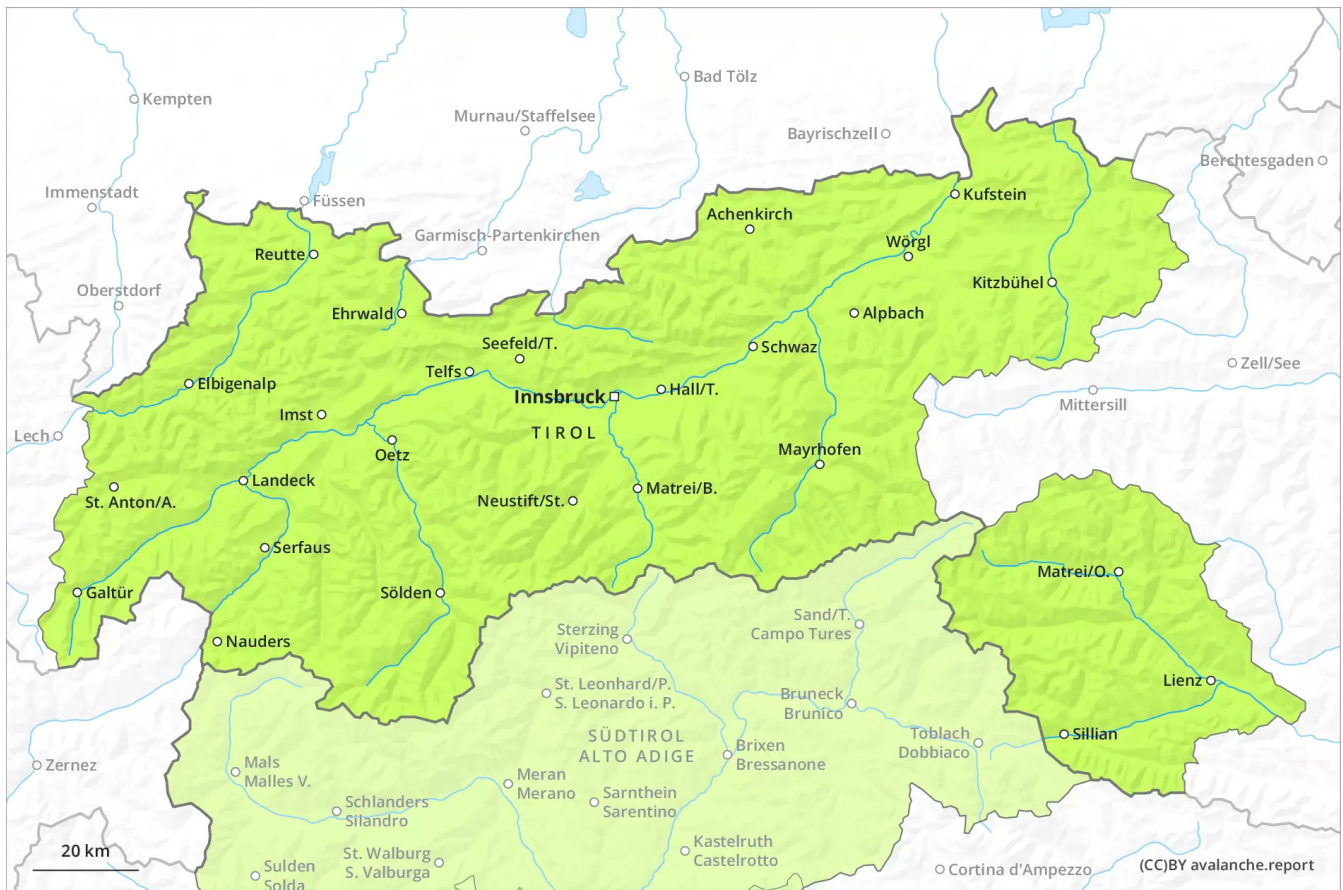 Bad Tölz
Kempten
Murnau/Staffelsee
Bayrischzell
Berchtesgaden
Immenstadt
Füssen
Kufstein
Achenkirch
Garmisch-Partenkirchen
Wörgl
Reutte
Kitzbühel
Oberstdorf
Ehrwald
Alpbach
Seefeld/T.
Schwaz
Zell/See
Telfs
Elbigenalp
Hall/T.
Innsbruck
Mittersill
Imst
TIROL
Lech
Oetz
Mayrhofen
Landeck
Matrei/B.
St. Anton/A.
Neustift/St.
Serfaus
Matrei/O.
Galtür
Sölden
Sand/T.
Campo Tures
Sterzing
Vipiteno
Nauders
Lienz
St. Leonhard/P.
S. Leonardo i. P.
Bruneck
Brunico
SÜDTIROL
ALTO ADIGE
Toblach
Dobbiaco
Sillian
Brixen
Bressanone
Zernez
Mals
Malles V.
Meran
Merano
Sarnthein
Sarentino
Schlanders
Silandro
Kastelruth
Castelrotto
20 km
St. Walburg
S. Valburga
Sulden
Solda
Cortina d'Ampezzo
(CC)BY avalanche.report